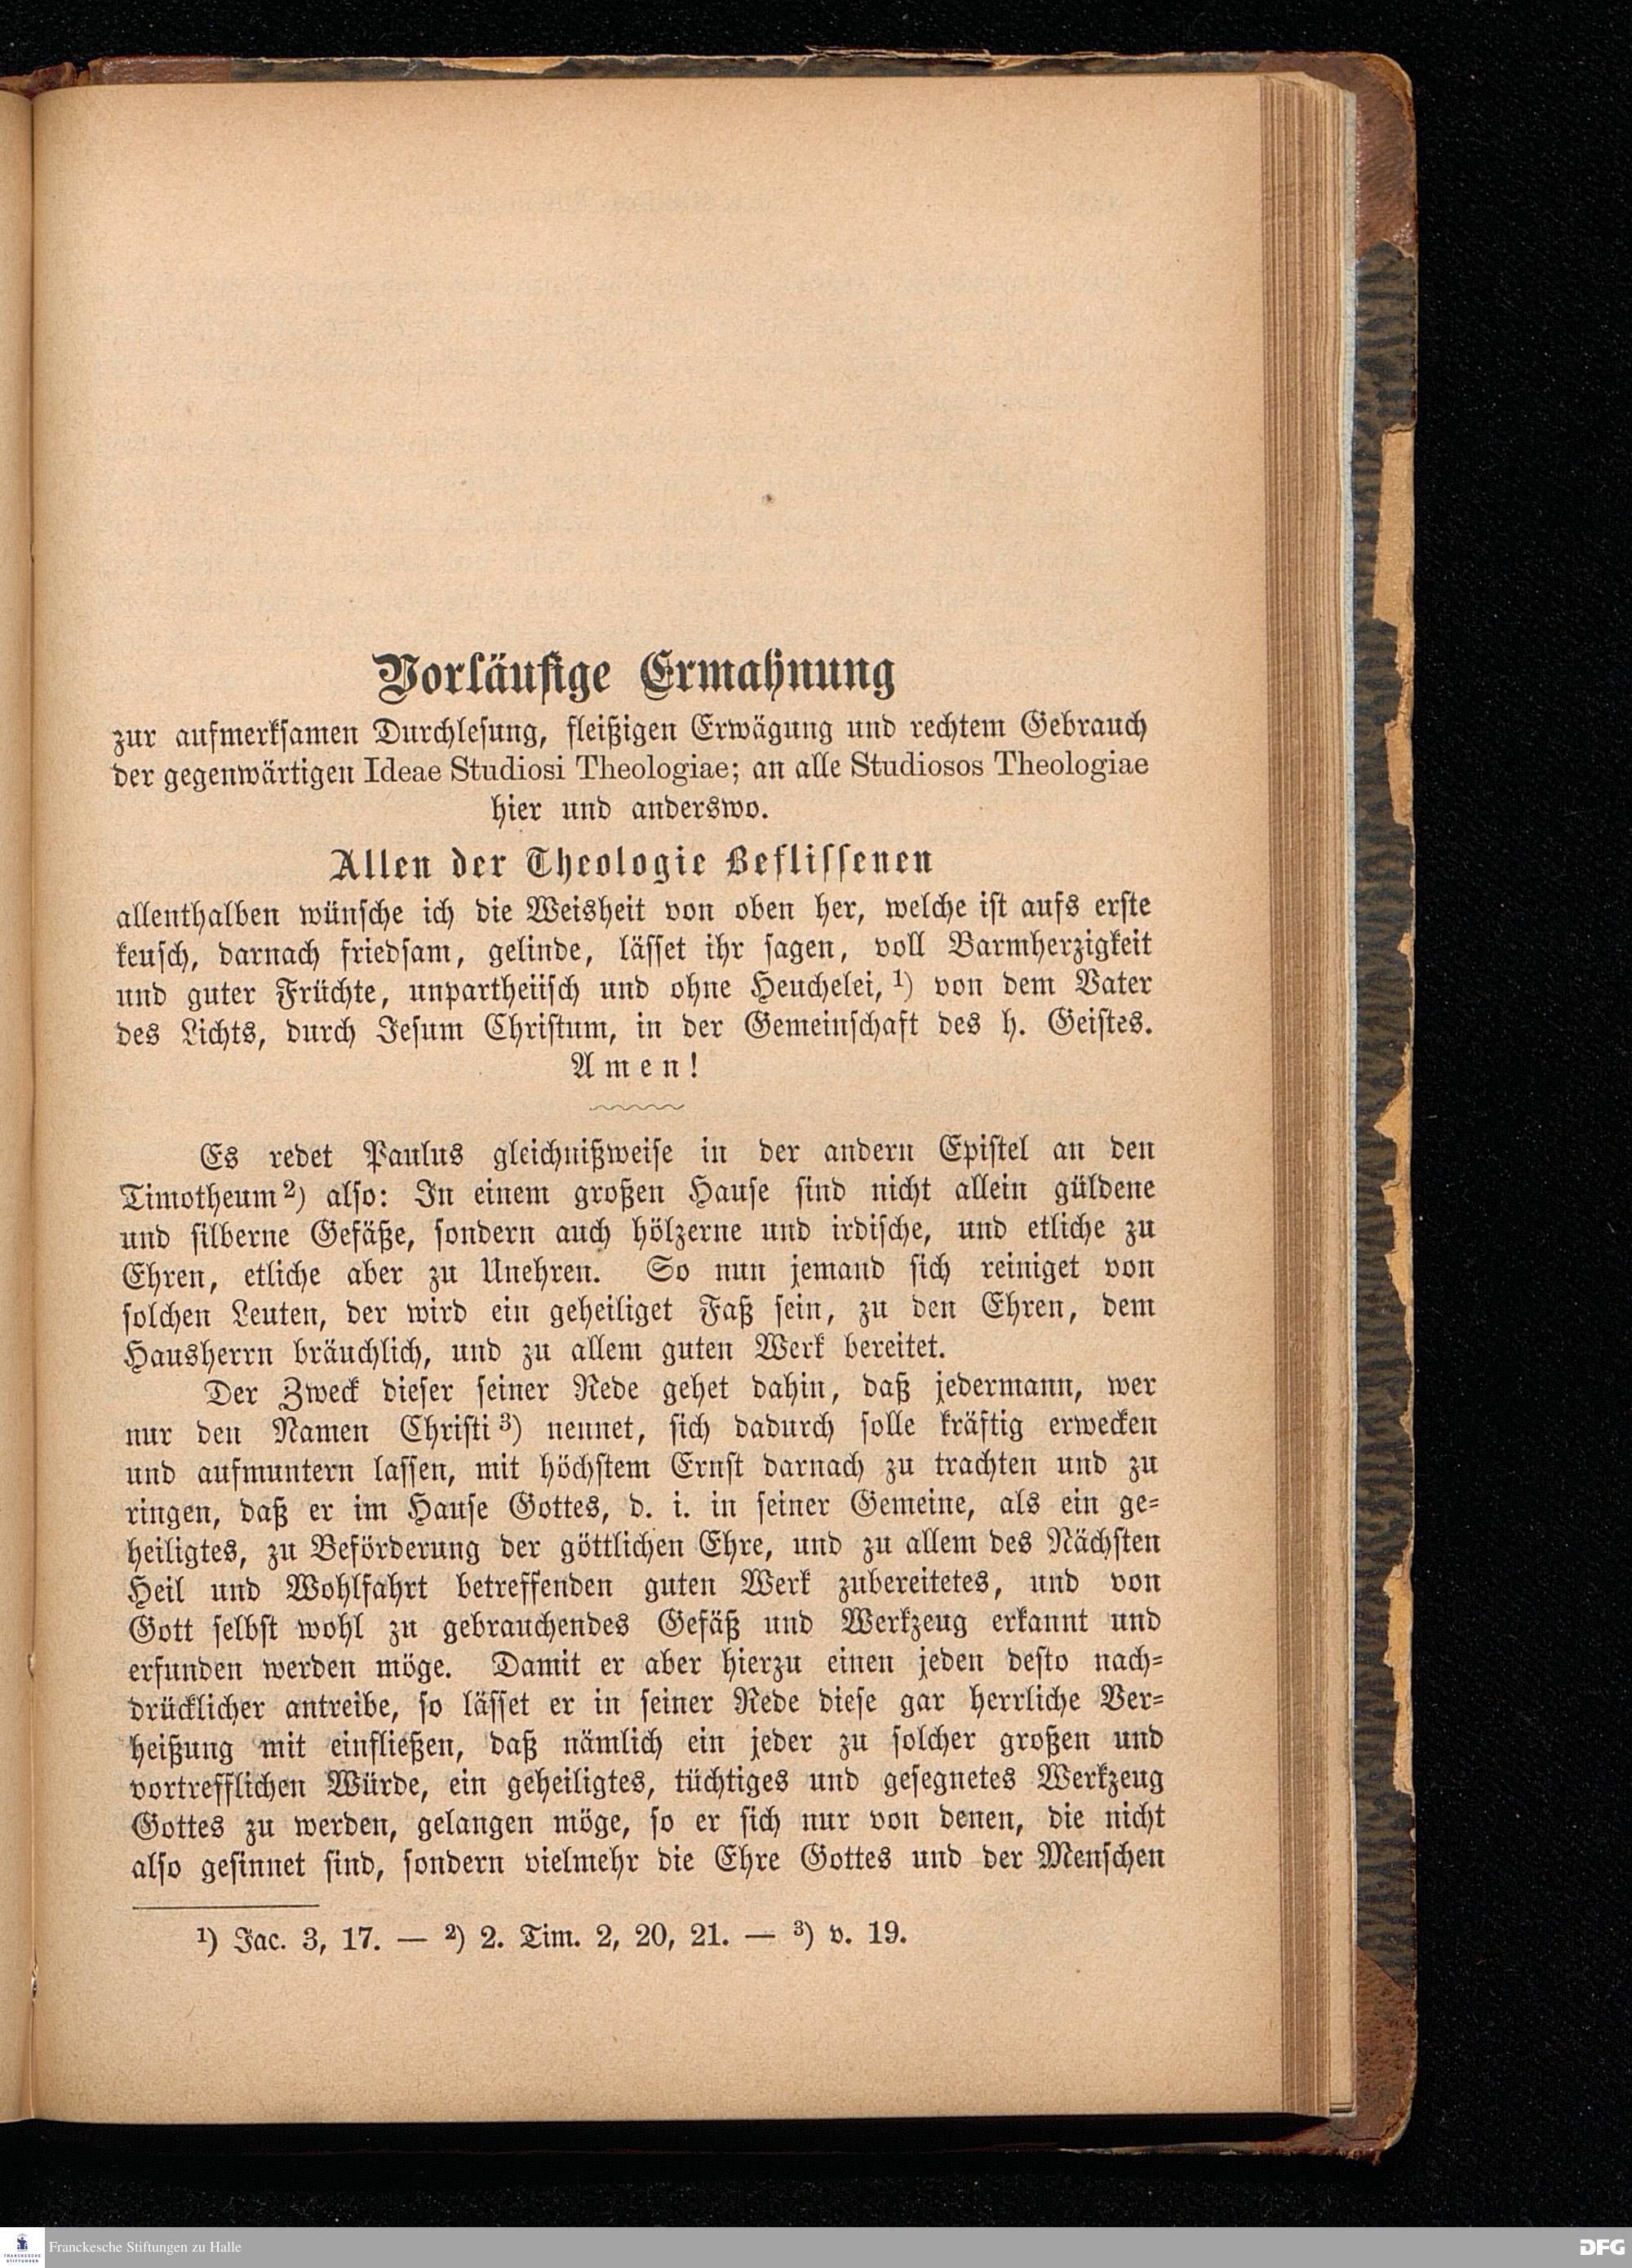 Vorläufige Ermahnung
zur aufmerksamen Durchlesung, fleißigen Erwägung und rechtem Gebrauch
der gegenwärtigen Ideae Studiosi Theologiae; an alle Studiosos Theologiae
hier und anderswo.
Allen der Theologie Beflissenen
allenthalben wünsche ich die Weisheit von oben her, welche ist aufs erste
keusch, darnach friedsam, gelinde, lässet ihr sagen, voll Barmherzigkeit
und guter Früchte, unpartheiisch und ohne Heuchelei, ¹) von dem Vater
des Lichts, durch Jesum Christum, in der Gemeinschaft des h. Geistes.
Amen!
Es redet Paulus gleichnißweise in der andern Epistel an den
Timotheum ²) also: In einem großen Hause sind nicht allein güldene
und silberne Gefäße, sondern auch hölzerne und irdische, und etliche zu
Ehren, etliche aber zu Unehren. So nun jemand sich reiniget von
solchen Leuten, der wird ein geheiliget Faß sein, zu den Ehren, dem
Hausherrn bräuchlich, und zu allem guten Werk bereitet.
Der Zweck dieser seiner Rede gehet dahin, daß jedermann, wer
nur den Namen Christi ³) nennet, sich dadurch solle kräftig erwecken
und aufmuntern lassen, mit höchstem Ernst darnach zu trachten und zu
ringen, daß er im Hause Gottes, d. i. in seiner Gemeine, als ein ge-
heiligtes, zu Beförderung der göttlichen Ehre, und zu allem des Nächsten
Heil und Wohlfahrt betreffenden guten Werk zubereitetes, und von
Gott selbst wohl zu gebrauchendes Gefäß und Werkzeug erkannt und
erfunden werden möge. Damit er aber hierzu einen jeden desto nach-
drücklicher antreibe, so lässet er in seiner Rede diese gar herrliche Ver-
heißung mit einfließen, daß nämlich ein jeder zu solcher großen und
vortrefflichen Würde, ein geheiligtes, tüchtiges und gesegnetes Werkzeug
Gottes zu werden, gelangen möge, so er sich nur von denen, die nicht
also gesinnet sind, sondern vielmehr die Ehre Gottes und der Menschen
¹) Jac. 3, 17. — ²) 2. Tim. 2, 20, 21. — ³) v. 19.
FRANCKESCHE
STIFTUNGEN
Franckesche Stiftungen zu Halle
DFG